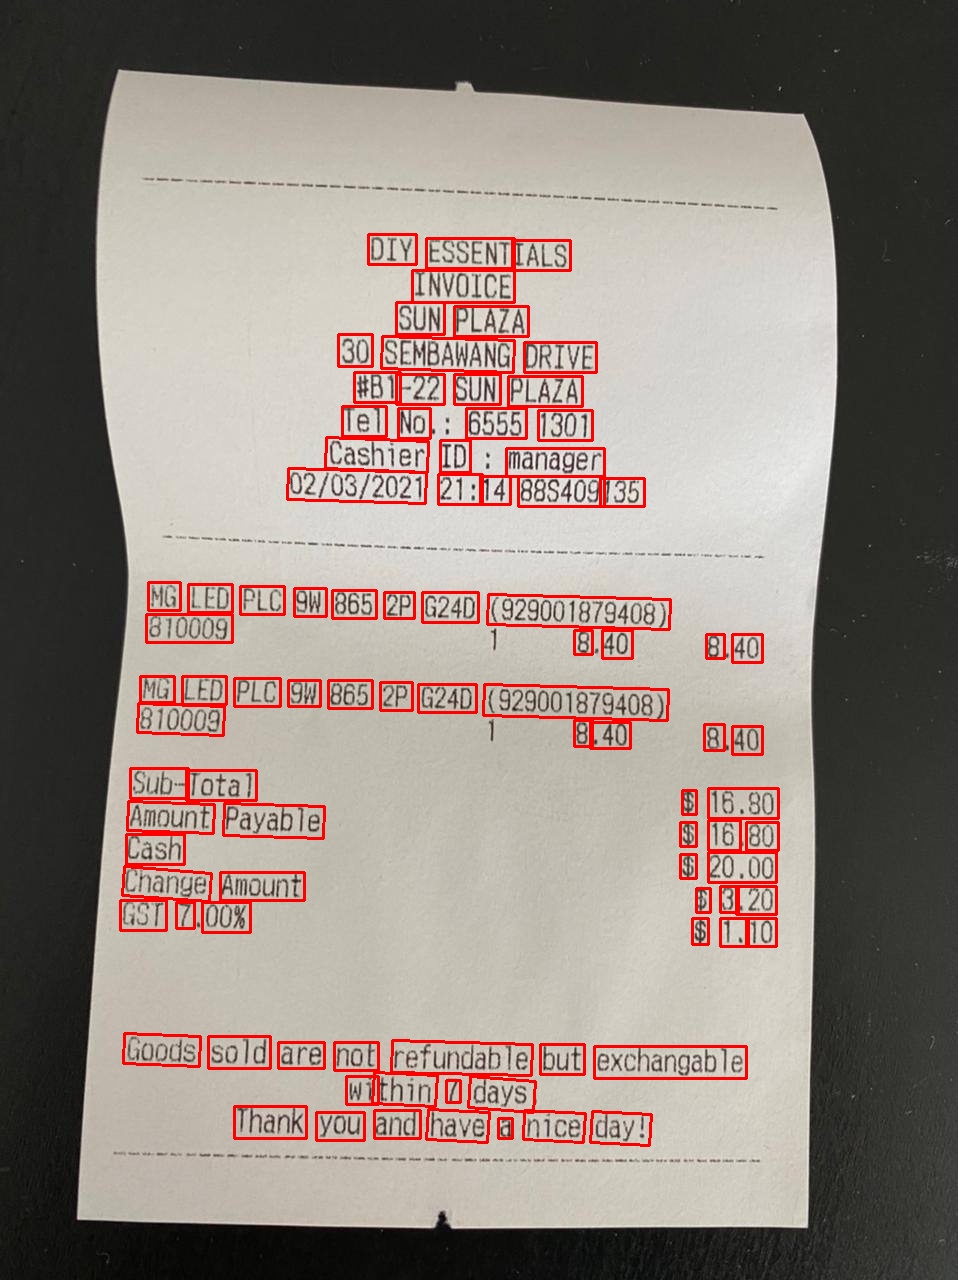 DIY ESSENTIALS
INVOICE
SUN PLAZA
30 SEMBAWANG DRIVE
#B1-22 SUN PLAZA
Tel No.: 6555 1301
Cashier ID : manager
02/03/2021 21:14 88S409135
MG LED PLC 9W 865 2P G24D (929001879408)
810009 1 8.40 8.40
MG LED PLC 9W 865 2P G24D (929001879408)
810009 1 8.40 8.40
Sub-Total $ 16.80
Amount Payable $ 16.80
Cash $ 20.00
Change Amount $ 3.20
GST 7.00% $ 1.10
Goods sold are not refundable but exchangable
within 7 days
Thank you and have a nice day!